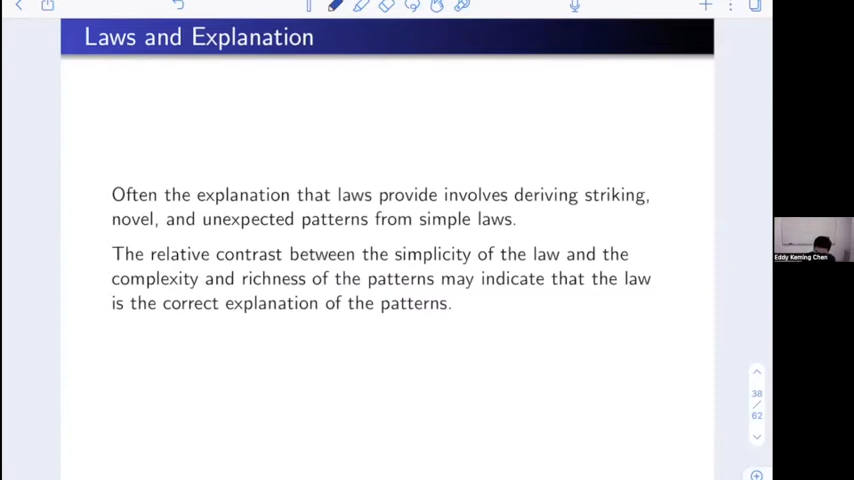 Laws and Explanation
Often the explanation that laws provide involves deriving striking,
novel, and unexpected patterns from simple laws.
The relative contrast between the simplicity of the law and the
complexity and richness of the patterns may indicate that the law
is the correct explanation of the patterns.
Eddy Keming Chen
38
/
62